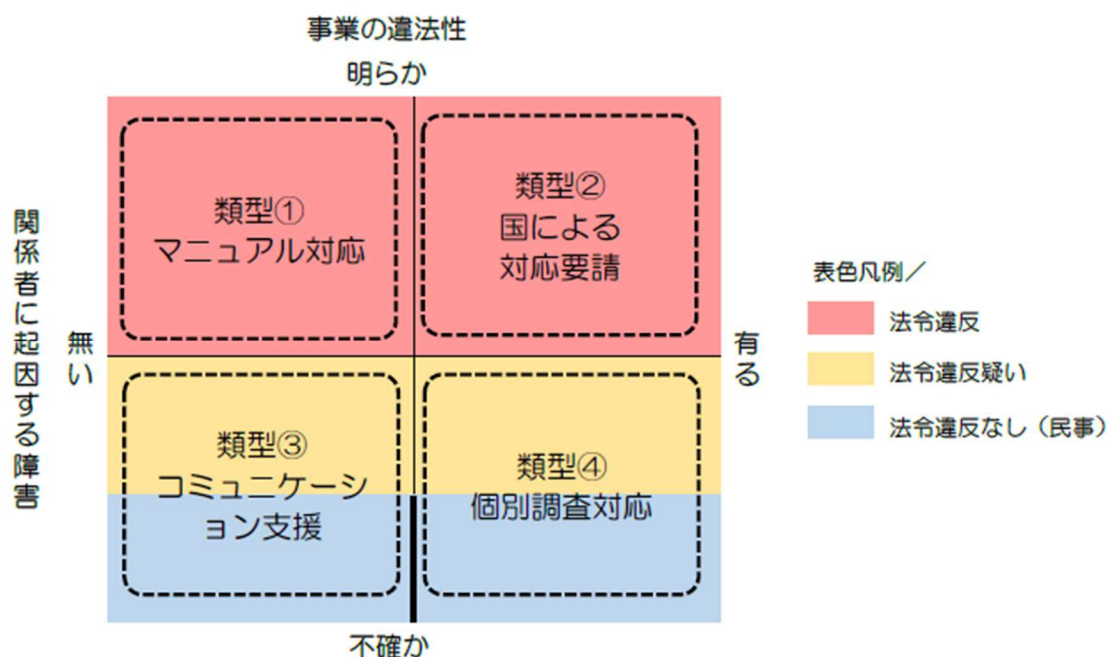 事業の違法性
明らか
類型①
マニュアル対応
類型②
国による
対応要請
関係者に起因する障害
無い
有る
類型③
コミュニケーシ
ョン支援
類型④
個別調査対応
不確か
表色凡例／
法令違反
法令違反疑い
法令違反なし（民事）